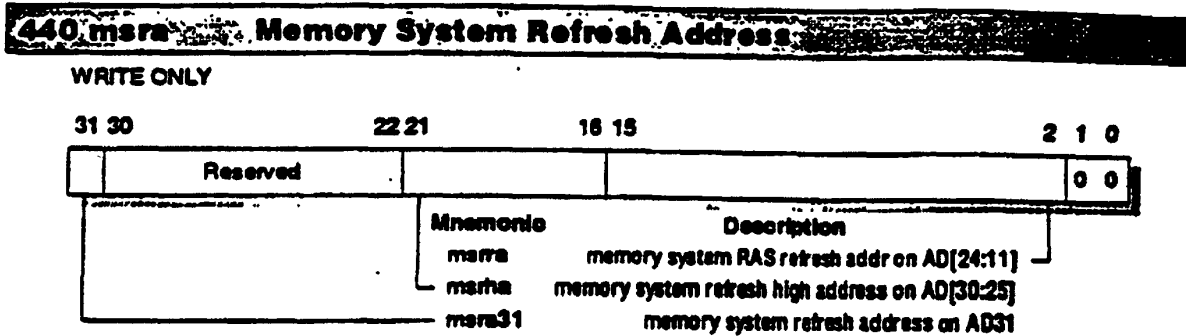 440 msra Memory System Refresh Address
WRITE ONLY
31 30 22 21 16 15 2 1 0
Reserved 0 0
Mnemonic Description
msrra memory system RAS refresh addr on AD[24:11]
msrha memory system refresh high address on AD[30:25]
msra31 memory system refresh address on AD31